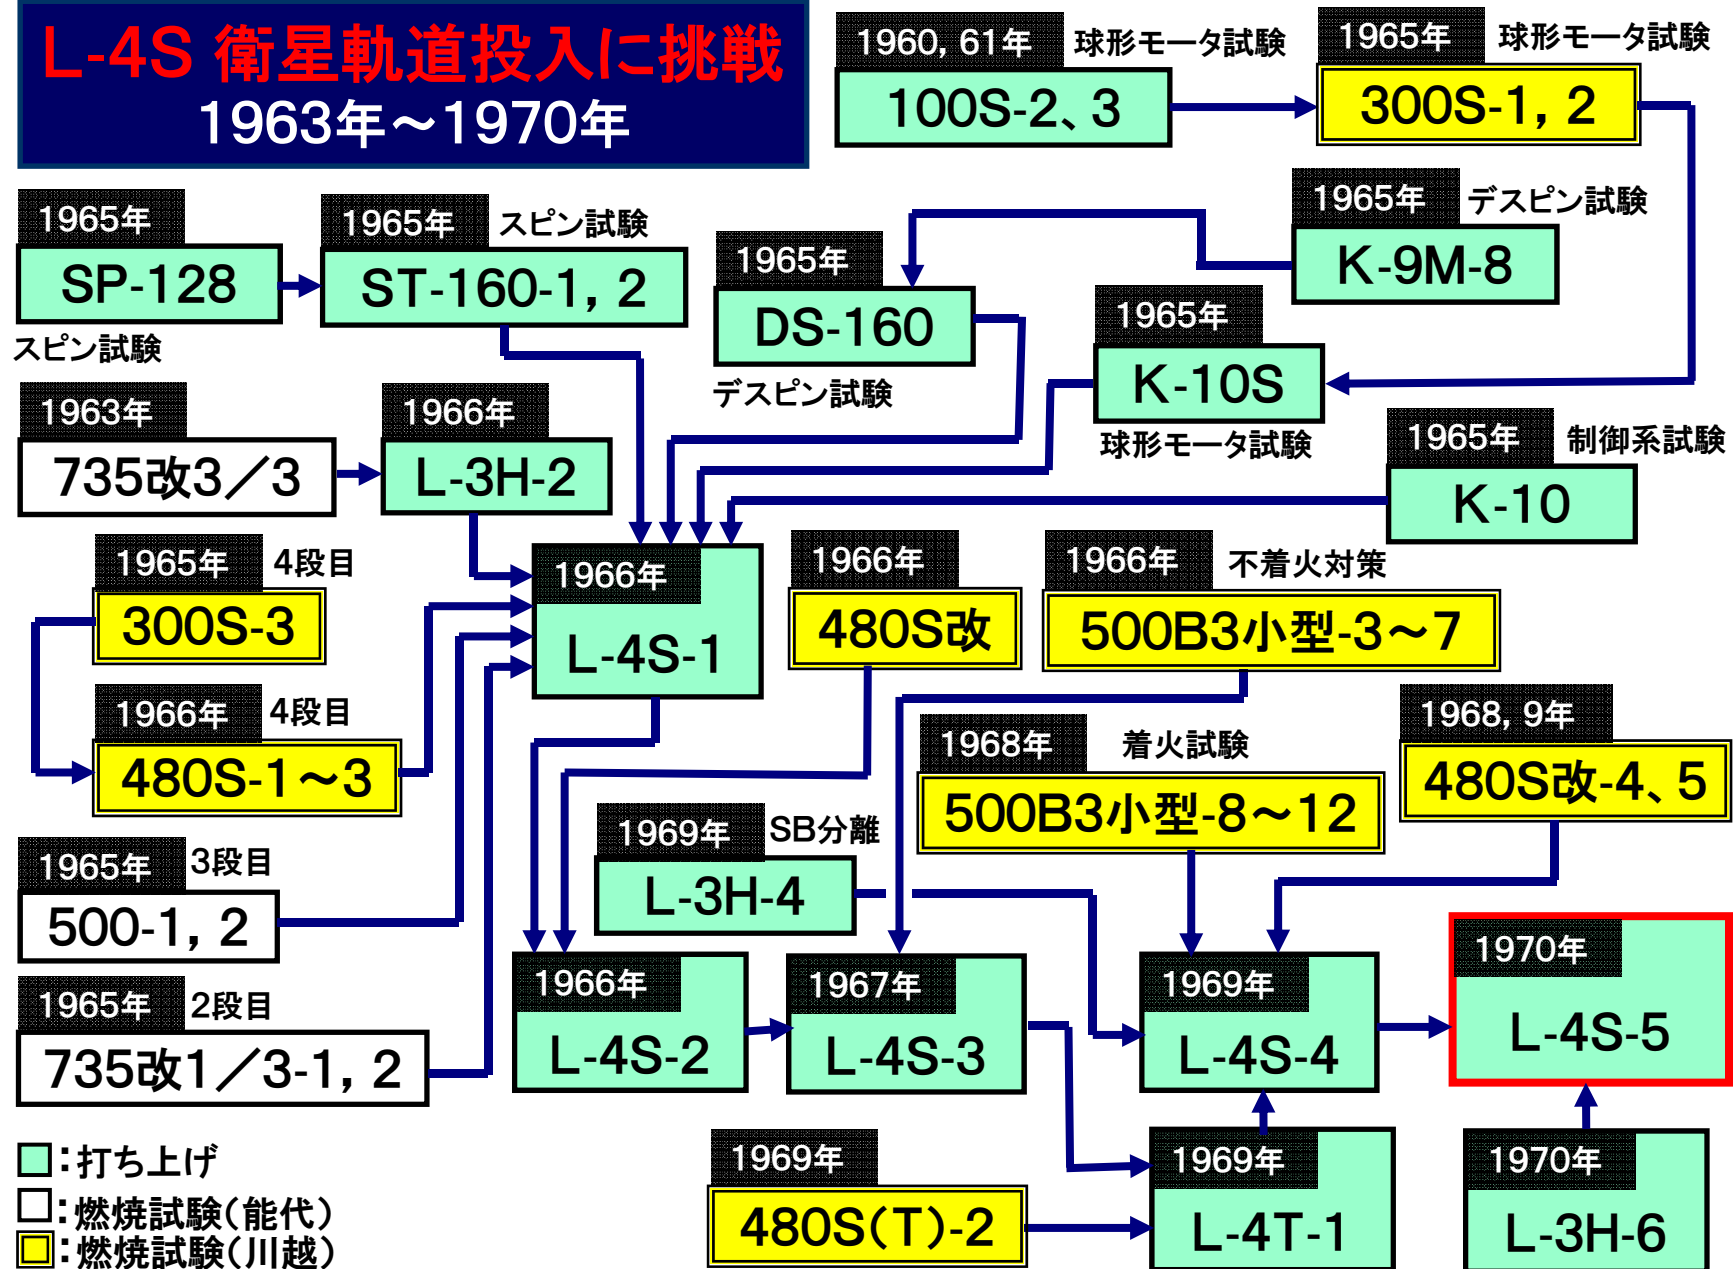 L-4S 衛星軌道投入に挑戦
1963年～1970年
1960, 61年
球形モータ試験
100S-2、3
1965年
球形モータ試験
300S-1, 2
1965年
SP-128
スピン試験
1965年
スピン試験
ST-160-1, 2
1965年
DS-160
デスピン試験
1965年
デスピン試験
K-9M-8
1965年
K-10S
球形モータ試験
1965年
制御系試験
K-10
1963年
735改3／3
1966年
L-3H-2
1965年
4段目
300S-3
1966年
4段目
480S-1～3
1966年
L-4S-1
1966年
480S改
1966年
不着火対策
500B3小型-3～7
1968年
着火試験
500B3小型-8～12
1968, 9年
480S改-4、5
1965年
3段目
500-1, 2
1969年
SB分離
L-3H-4
1965年
2段目
735改1／3-1, 2
1966年
L-4S-2
1967年
L-4S-3
1969年
L-4S-4
1970年
L-4S-5
1969年
480S(T)-2
1969年
L-4T-1
1970年
L-3H-6
：打ち上げ
：燃焼試験(能代)
：燃焼試験(川越)